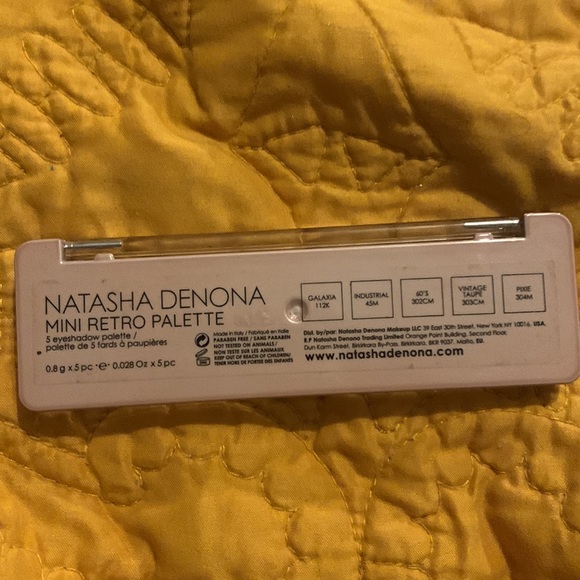 NATASHA DENONA
MINI RETRO PALETTE
5 eyeshadow palette /
palette de 5 fards à paupières
0.8 g x 5 pc ·e· 0.028 Oz x 5 pc
Made in Italy / Fabriqué en Italie
PARABEN FREE / SANS PARABEN
NOT TESTED ON ANIMALS /
NON TESTE SUR LES ANIMAUX
KEEP OUT OF REACH OF CHILDREN/
TENIR HORS DE PORTEE DES ENFANTS
GALAXIA
112K
INDUSTRIAL
45M
60'S
302CM
VINTAGE
TAUPE
303CM
PIXIE
304M
Dist. by/par: Natasha Denona Makeup LLC 39 East 30th Street, New York NY 10016, USA.
R.P Natasha Denona Trading Limited Orange Point Building, Second Floor,
Dun Karm Street, Birkirkara By-Pass, Birkirkara, BKR 9037, Malta, EU.
www.natashadenona.com